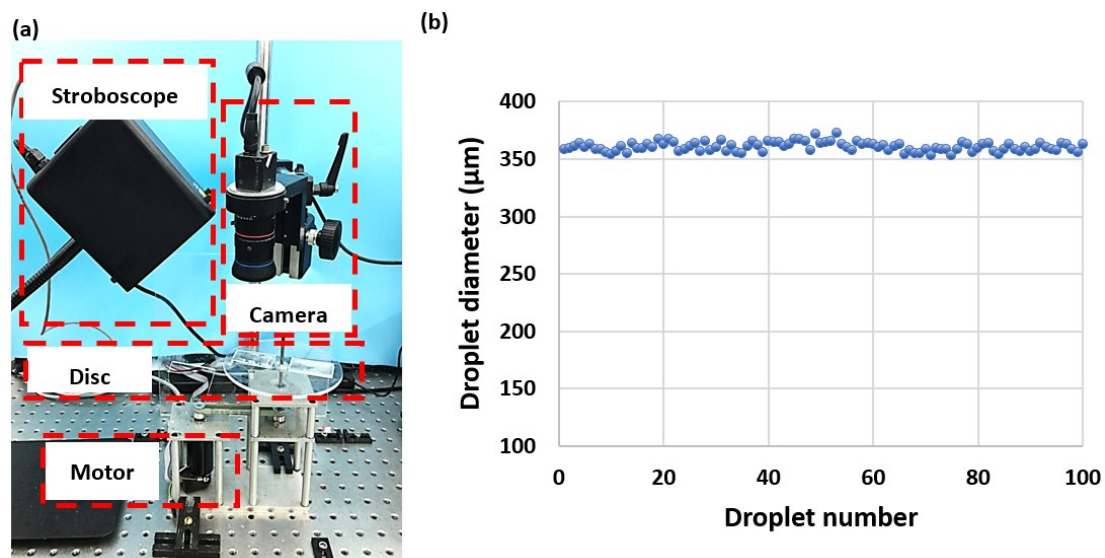 (a)
Stroboscope
Camera
Disc
Motor
(b)
Droplet diameter (µm)
400
350
300
250
200
150
100
0 20 40 60 80 100
Droplet number